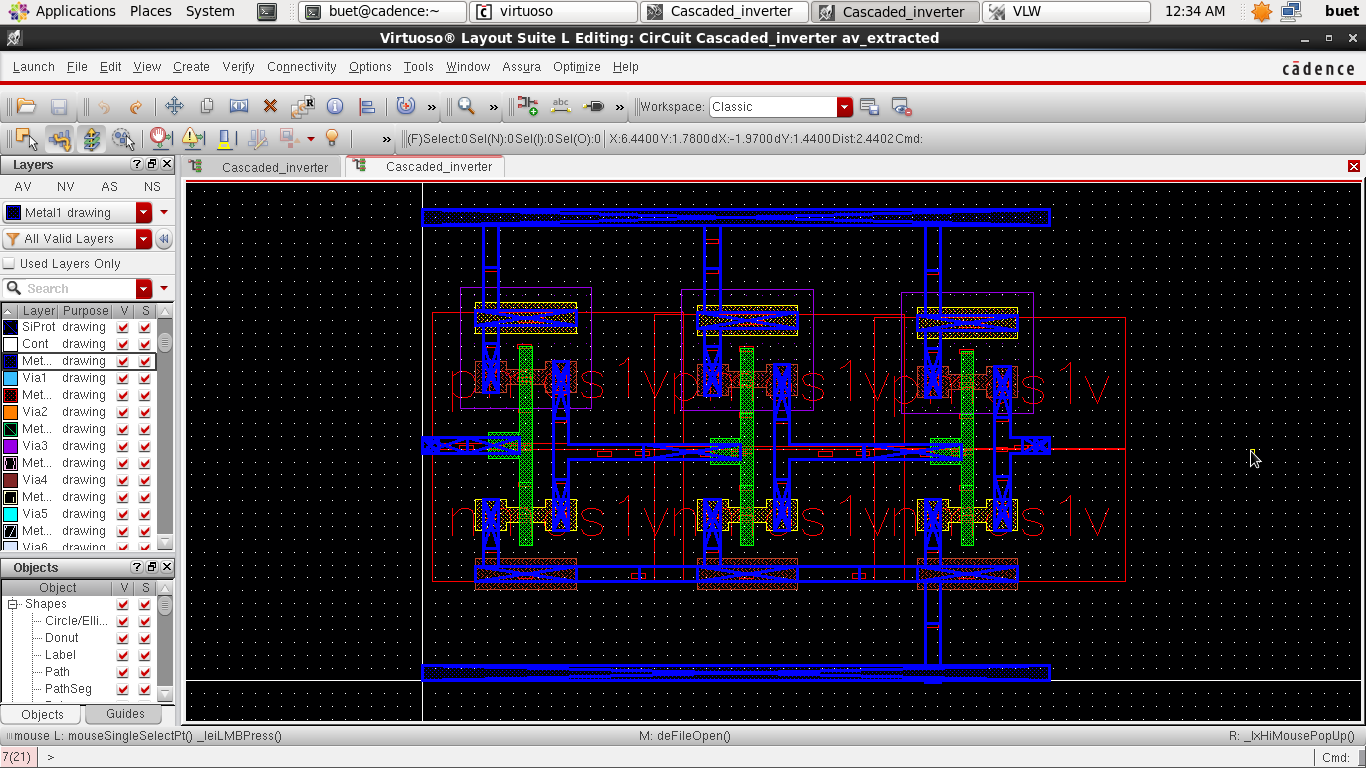 Applications Places System buet@cadence:~ virtuoso Cascaded_inverter Cascaded_inverter VLW 12:34 AM buet
Virtuoso® Layout Suite L Editing: CirCuit Cascaded_inverter av_extracted
Launch File Edit View Create Verify Connectivity Options Tools Window Assura Optimize Help cādence
Workspace: Classic
(F)Select:0 Sel(N):0 Sel(I):0 Sel(O):0 X:6.4400 Y:1.7800 dX:-1.9700 dY:1.4400 Dist:2.4402 Cmd:
Layers ? Cascaded_inverter Cascaded_inverter
AV NV AS NS
Metal1 drawing
All Valid Layers
Used Layers Only
Search
Layer Purpose V S
SiProt drawing
Cont drawing
Met... drawing
Via1 drawing
Met... drawing
Via2 drawing
Met... drawing
Via3 drawing
Met... drawing
Via4 drawing
Met... drawing
Via5 drawing
Met... drawing
Via6 drawing
Objects ?
Object V S
Shapes
Circle/Elli...
Donut
Label
Path
PathSeg
Objects Guides
mouse L: mouseSingleSelectPt() _leiLMBPress() M: deFileOpen() R: _lxHiMousePopUp()
7(21) > Cmd: